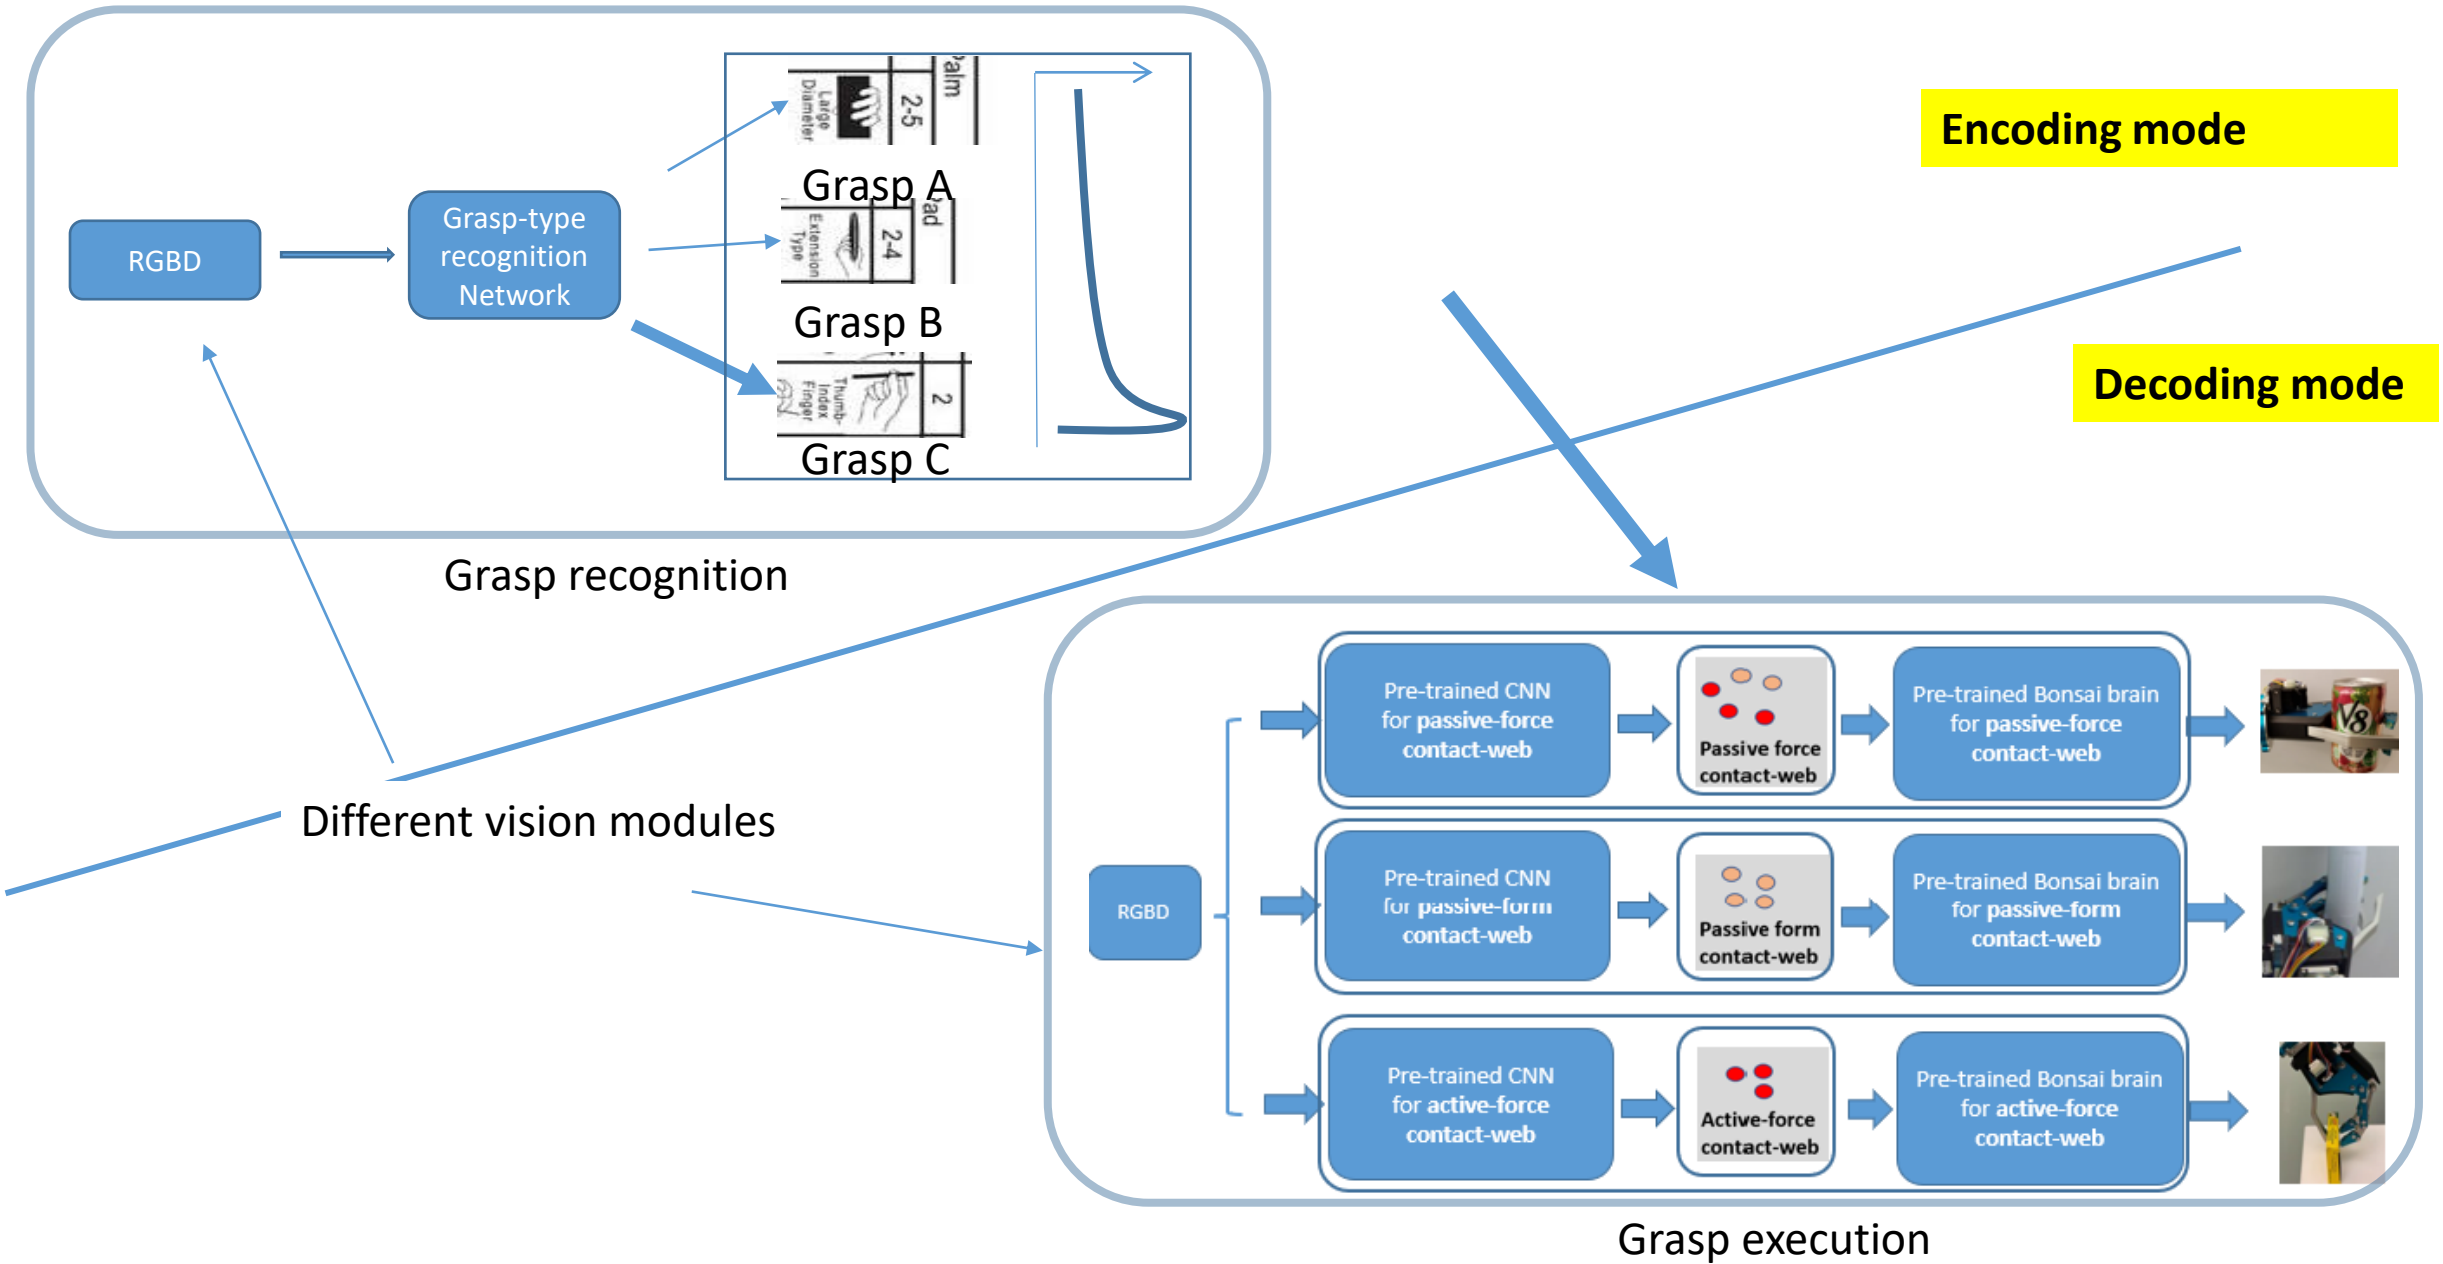 Encoding mode
Decoding mode
RGBD
Grasp-type
recognition
Network
Palm
2-5
Large
Diameter
Grasp A
2-4
Extension
Type
Grasp B
2
Thumb-
Index
Finger
Grasp C
Grasp recognition
Different vision modules
RGBD
Pre-trained CNN
for passive-force
contact-web
Passive force
contact-web
Pre-trained Bonsai brain
for passive-force
contact-web
V8
Pre-trained CNN
for passive-form
contact-web
Passive form
contact-web
Pre-trained Bonsai brain
for passive-form
contact-web
Pre-trained CNN
for active-force
contact-web
Active-force
contact-web
Pre-trained Bonsai brain
for active-force
contact-web
Grasp execution